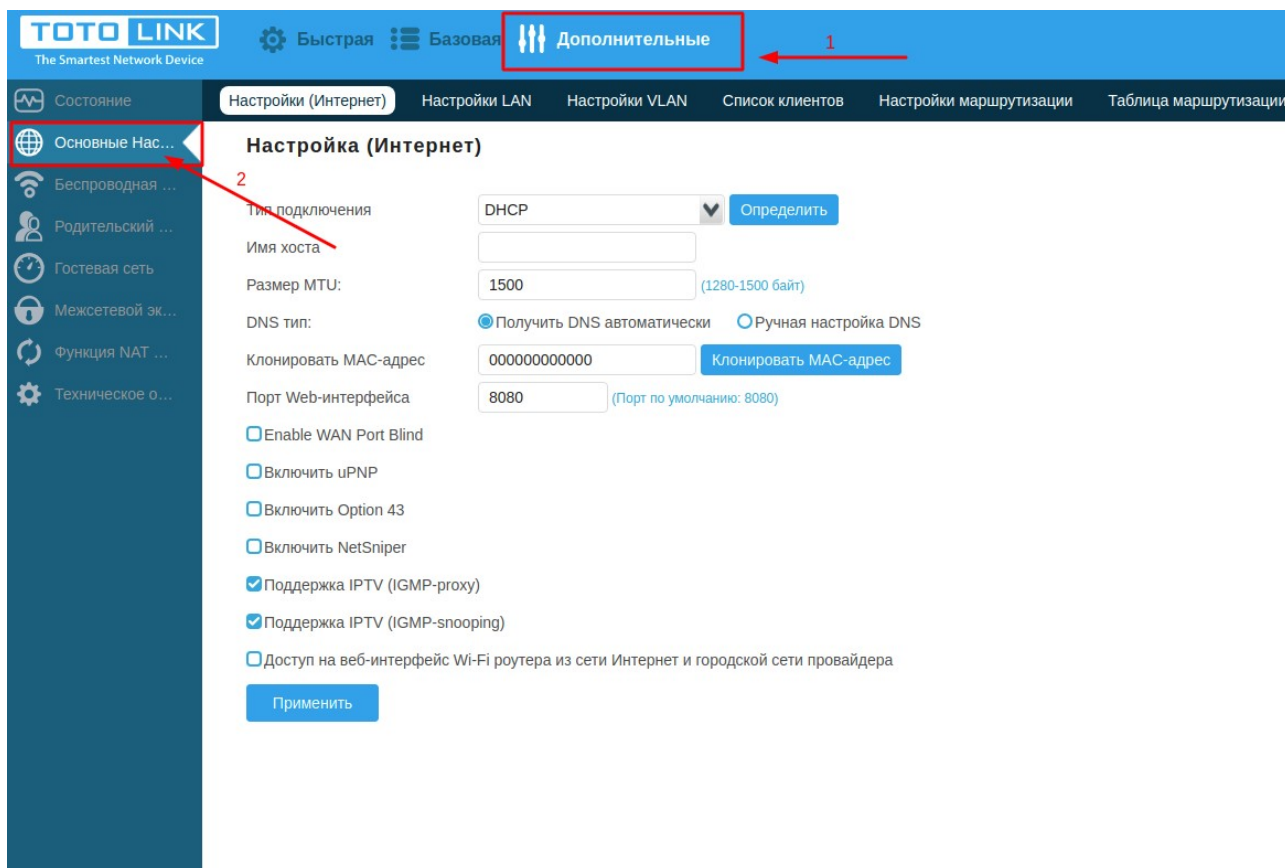 TOTO LINK
The Smartest Network Device
Быстрая
Базовая
Дополнительные
1
Состояние
Основные Нас...
Беспроводная ...
Родительский ...
Гостевая сеть
Межсетевой эк...
Функция NAT ...
Техническое о...
Настройки (Интернет)
Настройки LAN
Настройки VLAN
Список клиентов
Настройки маршрутизации
Таблица маршрутизации
Настройка (Интернет)
2
Тип подключения
DHCP
Определить
Имя хоста
Размер MTU:
1500
(1280-1500 байт)
DNS тип:
Получить DNS автоматически
Ручная настройка DNS
Клонировать MAC-адрес
000000000000
Клонировать MAC-адрес
Порт Web-интерфейса
8080
(Порт по умолчанию: 8080)
Enable WAN Port Blind
Включить uPNP
Включить Option 43
Включить NetSniper
Поддержка IPTV (IGMP-proxy)
Поддержка IPTV (IGMP-snooping)
Доступ на веб-интерфейс Wi-Fi роутера из сети Интернет и городской сети провайдера
Применить